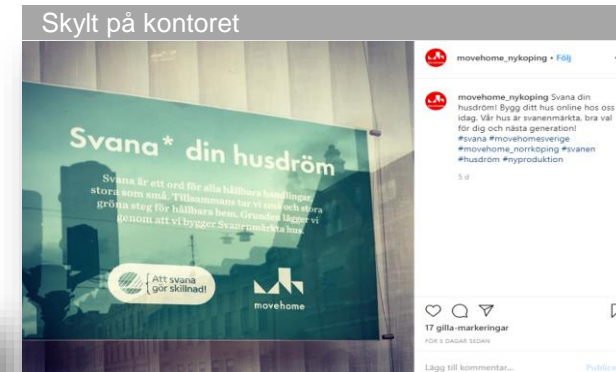 Skylt på kontoret
Svana* din husdröm
Svana är ett ord för alla hållbara handlingar,
stora som små. Tillsammans tar vi små och stora
gröna steg för hållbara hem. Grunden lägger vi
genom att vi bygger Svanenmärkta hus.
Att svana
gör skillnad!
movehome
movehome_nykoping • Följ
movehome_nykoping Svana din
husdröm! Bygg ditt hus online hos oss
idag. Vår hus är svanenmärkta, bra val
för dig och nästa generation!
#svana #movehomesverige
#movehome_norrköping #svanen
#husdröm #nyproduktion
5 d
17 gilla-markeringar
FÖR 5 DAGAR SEDAN
Lägg till kommentar...